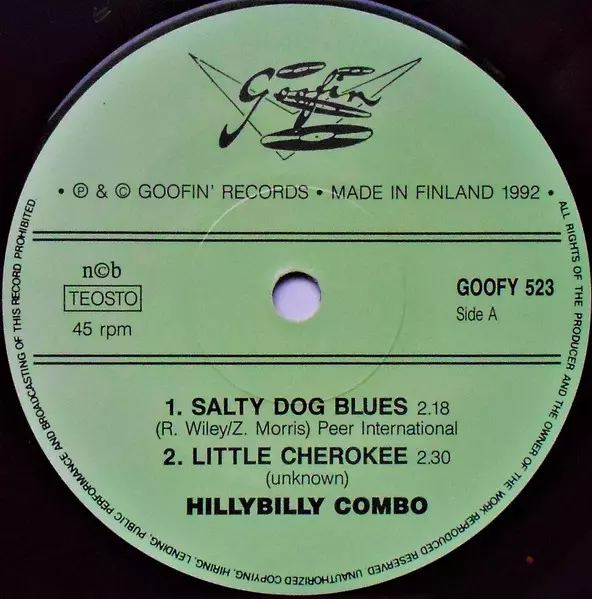 Goofin
• ℗ & © GOOFIN' RECORDS • MADE IN FINLAND 1992 •
n©b
TEOSTO
45 rpm
GOOFY 523
Side A
1. SALTY DOG BLUES 2.18
(R. Wiley/Z. Morris) Peer International
2. LITTLE CHEROKEE 2.30
(unknown)
HILLYBILLY COMBO
ALL RIGHTS OF THE PRODUCER AND THE OWNER OF THE WORK REPRODUCED RESERVED. UNAUTHORIZED COPYING, HIRING, LENDING, PUBLIC PERFORMANCE AND BROADCASTING OF THIS RECORD PROHIBITED.